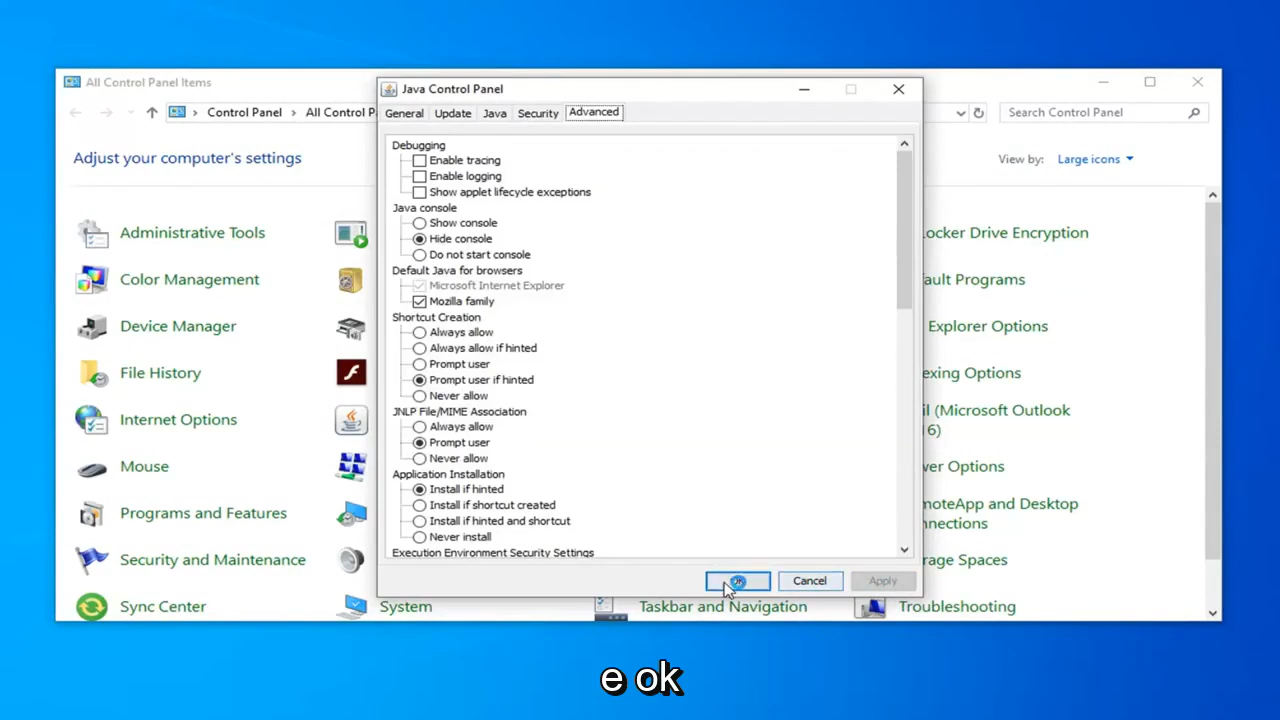 All Control Panel Items
Java Control Panel
Control Panel
All Control P
Search Control Panel
General
Update
Java
Security
Advanced
Adjust your computer's settings
View by:
Large icons
Debugging
Enable tracing
Enable logging
Show applet lifecycle exceptions
Java console
Show console
Hide console
Do not start console
Default Java for browsers
Microsoft Internet Explorer
Mozilla family
Shortcut Creation
Always allow
Always allow if hinted
Prompt user
Prompt user if hinted
Never allow
JNLP File/MIME Association
Always allow
Prompt user
Never allow
Application Installation
Install if hinted
Install if shortcut created
Install if hinted and shortcut
Never install
Execution Environment Security Settings
Cancel
Apply
Administrative Tools
Color Management
Device Manager
File History
Internet Options
Mouse
Programs and Features
Security and Maintenance
Sync Center
System
Taskbar and Navigation
Locker Drive Encryption
fault Programs
Explorer Options
exing Options
il (Microsoft Outlook
16)
wer Options
moteApp and Desktop
nnections
orage Spaces
Troubleshooting
e ok